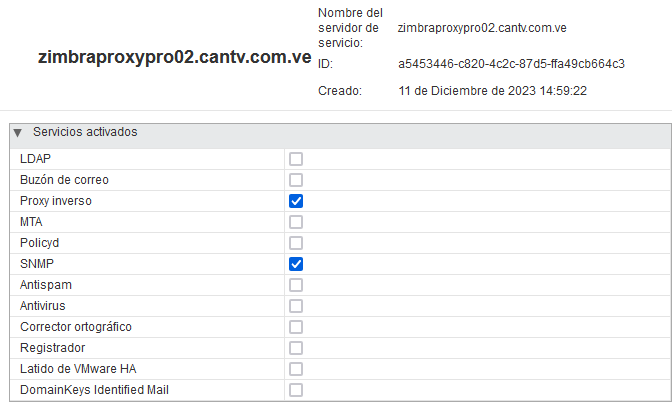 zimbraproxypro02.cantv.com.ve
Nombre del
servidor de
servicio:
zimbraproxypro02.cantv.com.ve
ID:
a5453446-c820-4c2c-87d5-ffa49cb664c3
Creado:
11 de Diciembre de 2023 14:59:22
Servicios activados
LDAP
Buzón de correo
Proxy inverso
MTA
Policyd
SNMP
Antispam
Antivirus
Corrector ortográfico
Registrador
Latido de VMware HA
DomainKeys Identified Mail